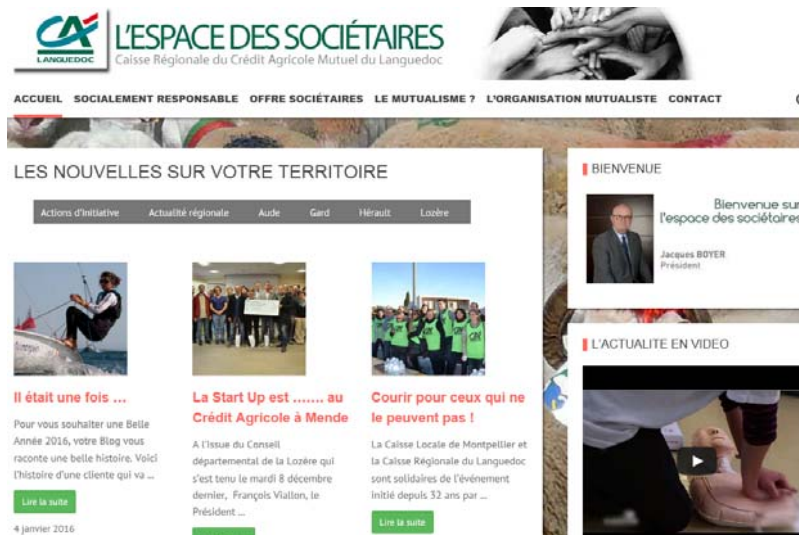 CA
LANGUEDOC
L'ESPACE DES SOCIÉTAIRES
Caisse Régionale du Crédit Agricole Mutuel du Languedoc
ACCUEIL SOCIALEMENT RESPONSABLE OFFRE SOCIÉTAIRES LE MUTUALISME ? L'ORGANISATION MUTUALISTE CONTACT
LES NOUVELLES SUR VOTRE TERRITOIRE
Actions d'Initiative Actualité régionale Aude Gard Hérault Lozère
Il était une fois …
Pour vous souhaiter une Belle
Année 2016, votre Blog vous
raconte une belle histoire. Voici
l'histoire d'une cliente qui va ...
Lire la suite
4 janvier 2016
La Start Up est ....... au
Crédit Agricole à Mende
A l'issue du Conseil
départemental de la Lozère qui
s'est tenu le mardi 8 décembre
dernier, François Viallon, le
Président ...
Courir pour ceux qui ne
le peuvent pas !
La Caisse Locale de Montpellier et
la Caisse Régionale du Languedoc
sont solidaires de l'événement
initié depuis 32 ans par ...
Lire la suite
BIENVENUE
Bienvenue sur
l'espace des sociétaires
Jacques BOYER
Président
L'ACTUALITE EN VIDEO